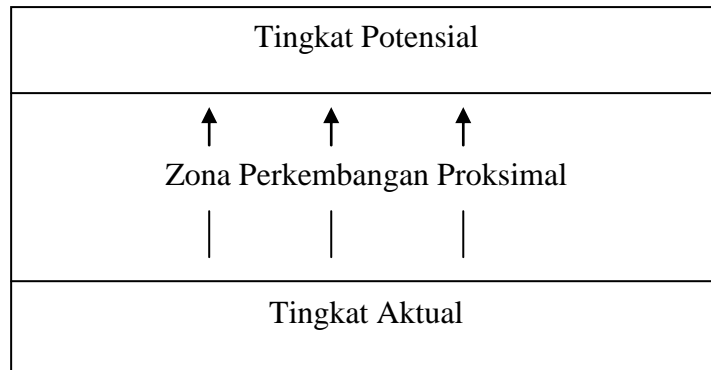 Tingkat Potensial
Zona Perkembangan Proksimal
Tingkat Aktual